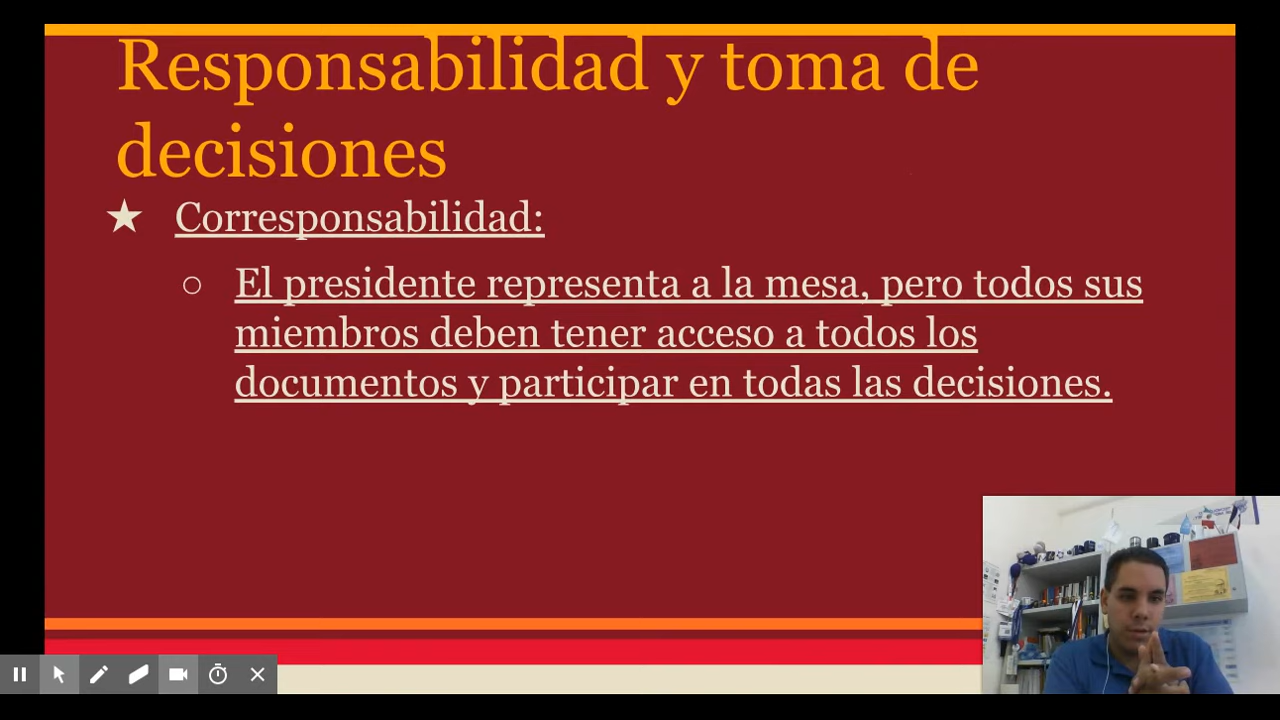 Responsabilidad y toma de
decisiones
★ Corresponsabilidad:
○ El presidente representa a la mesa, pero todos sus
miembros deben tener acceso a todos los
documentos y participar en todas las decisiones.